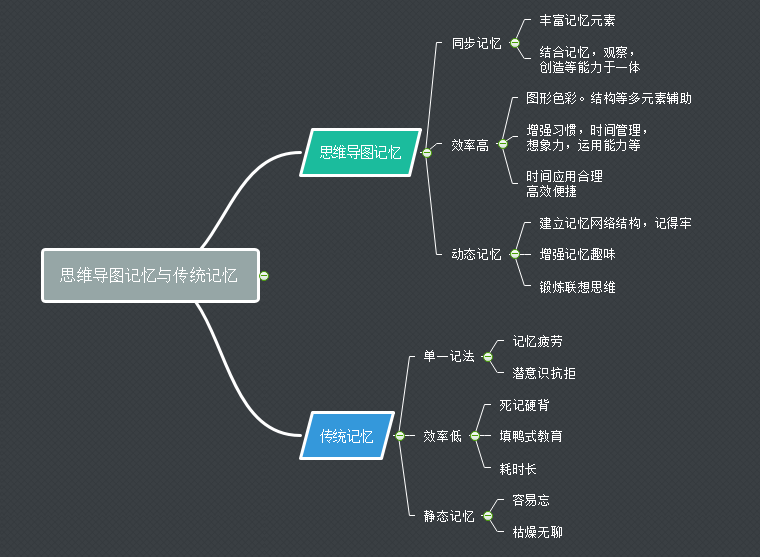 思维导图记忆与传统记忆
思维导图记忆
同步记忆
丰富记忆元素
结合记忆，观察，
创造等能力于一体
效率高
图形色彩。结构等多元素辅助
增强习惯，时间管理，
想象力，运用能力等
时间应用合理
高效便捷
动态记忆
建立记忆网络结构，记得牢
增强记忆趣味
锻炼联想思维
传统记忆
单一记法
记忆疲劳
潜意识抗拒
效率低
死记硬背
填鸭式教育
耗时长
静态记忆
容易忘
枯燥无聊